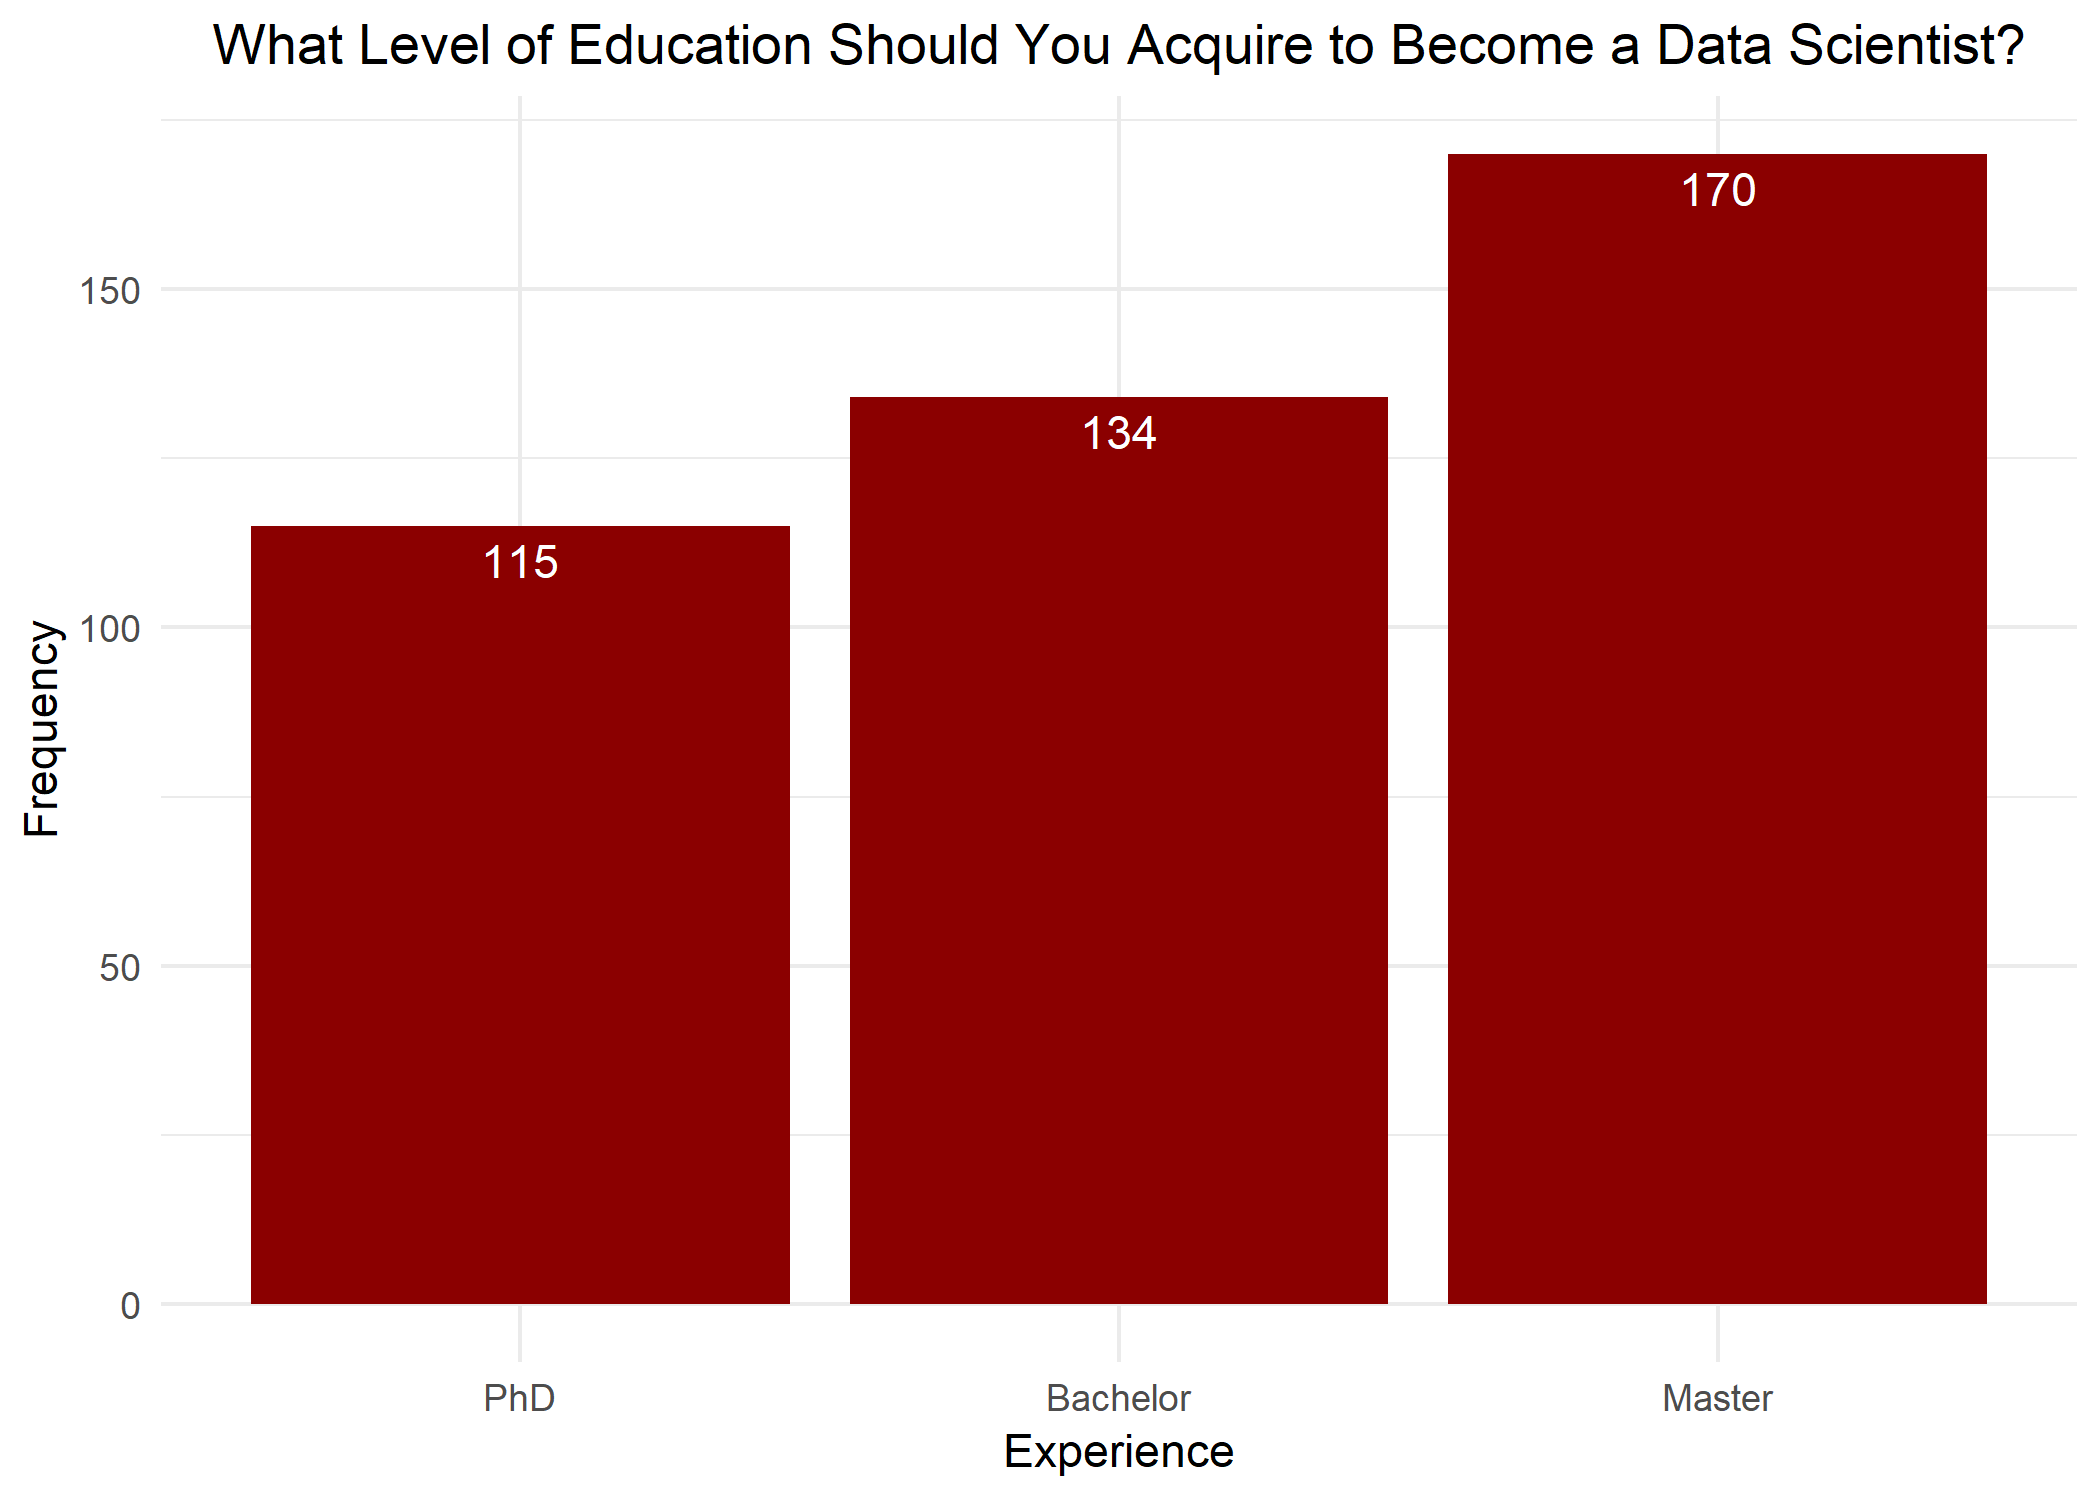 What Level of Education Should You Acquire to Become a Data Scientist?
170
150
134
115
100
50
0
Frequency
PhD Bachelor Master
Experience